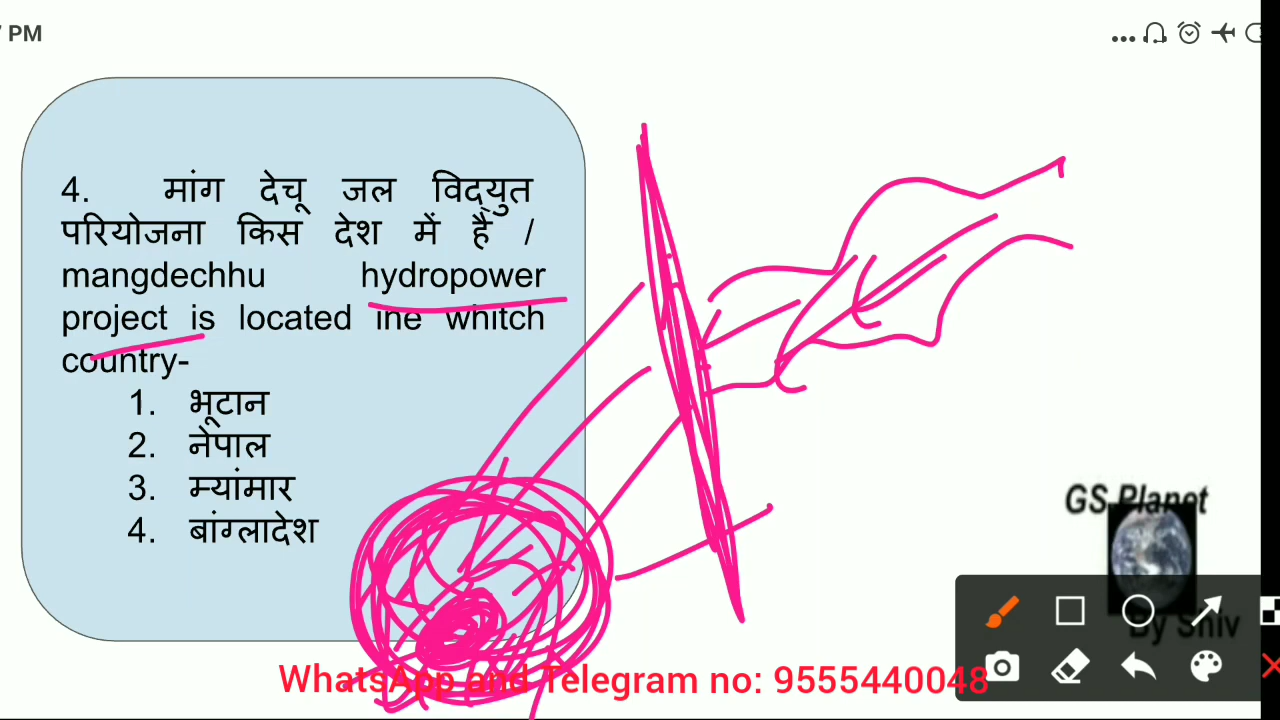 7 PM
4. मांग देचू जल विद्युत
परियोजना किस देश में है /
mangdechhu hydropower
project is located ine whitch
country-
1. भूटान
2. नेपाल
3. म्यांमार
4. बांग्लादेश
GS Planet
By Shiv
WhatsApp and Telegram no: 9555440048